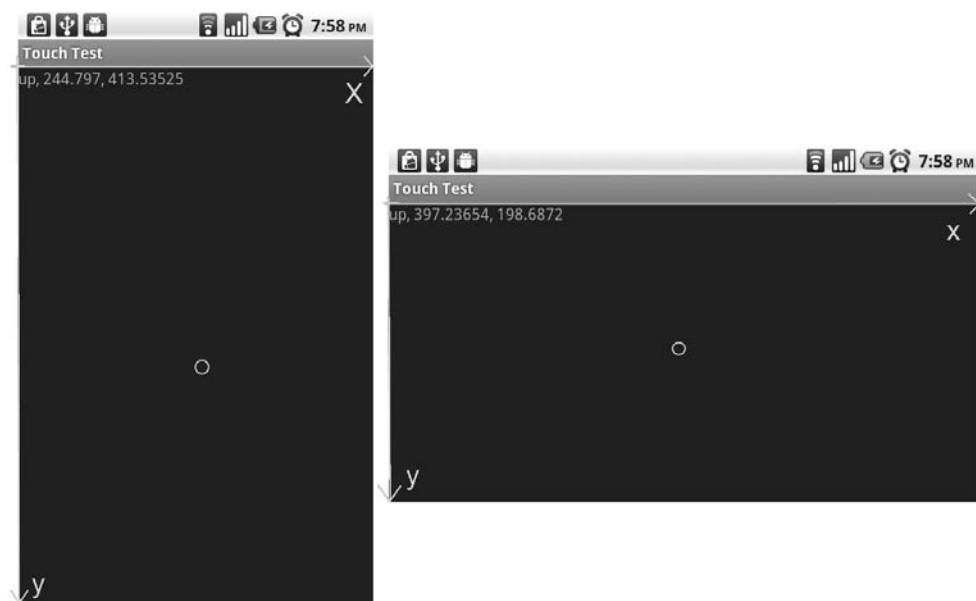 7:58 PM
Touch Test
up, 244.797, 413.53525
X
y
7:58 PM
Touch Test
up, 397.23654, 198.6872
x
y